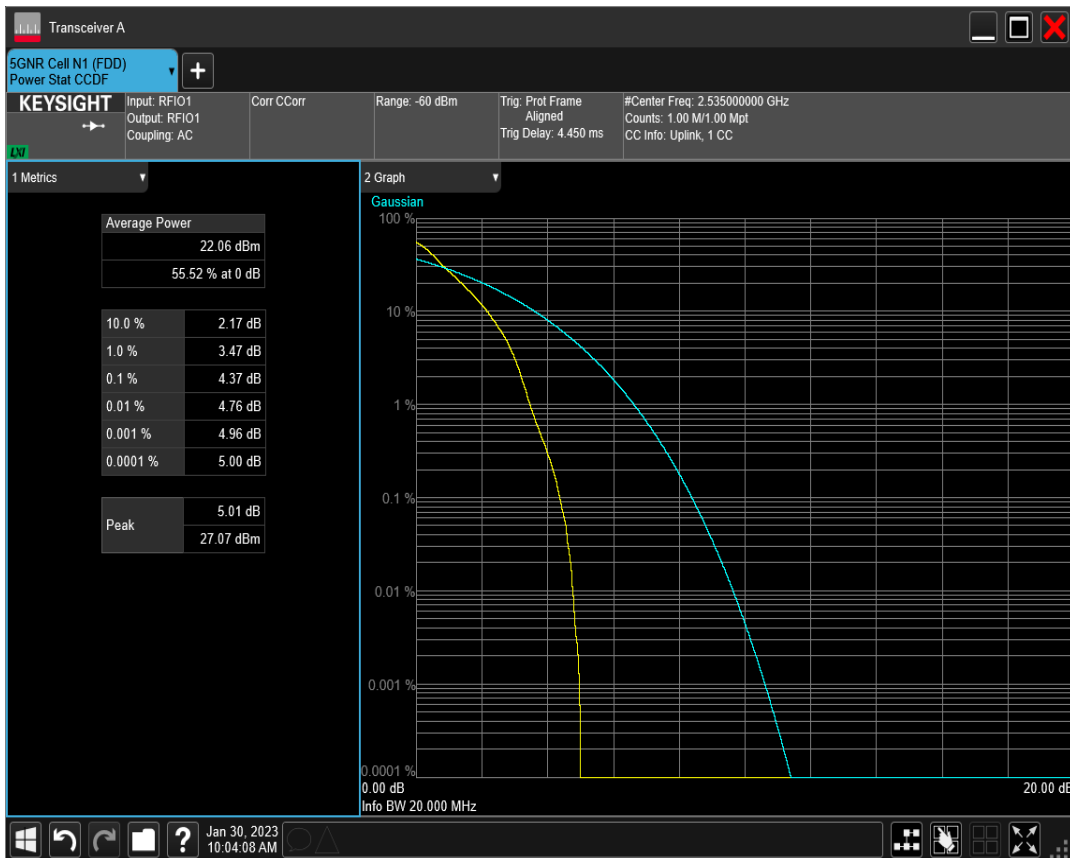 Transceiver A
5GNR Cell N1 (FDD)
Power Stat CCDF
KEYSIGHT
LXI
Input: RFIO1
Output: RFIO1
Coupling: AC
Corr CCorr
Range: -60 dBm
Trig: Prot Frame
Aligned
Trig Delay: 4.450 ms
#Center Freq: 2.535000000 GHz
Counts: 1.00 M/1.00 Mpt
CC Info: Uplink, 1 CC
1 Metrics
Average Power
22.06 dBm
55.52 % at 0 dB
10.0 % 2.17 dB
1.0 % 3.47 dB
0.1 % 4.37 dB
0.01 % 4.76 dB
0.001 % 4.96 dB
0.0001 % 5.00 dB
Peak 5.01 dB
27.07 dBm
2 Graph
Gaussian
100 %
10 %
1 %
0.1 %
0.01 %
0.001 %
0.0001 %
0.00 dB 20.00 dB
Info BW 20.000 MHz
?
Jan 30, 2023
10:04:08 AM